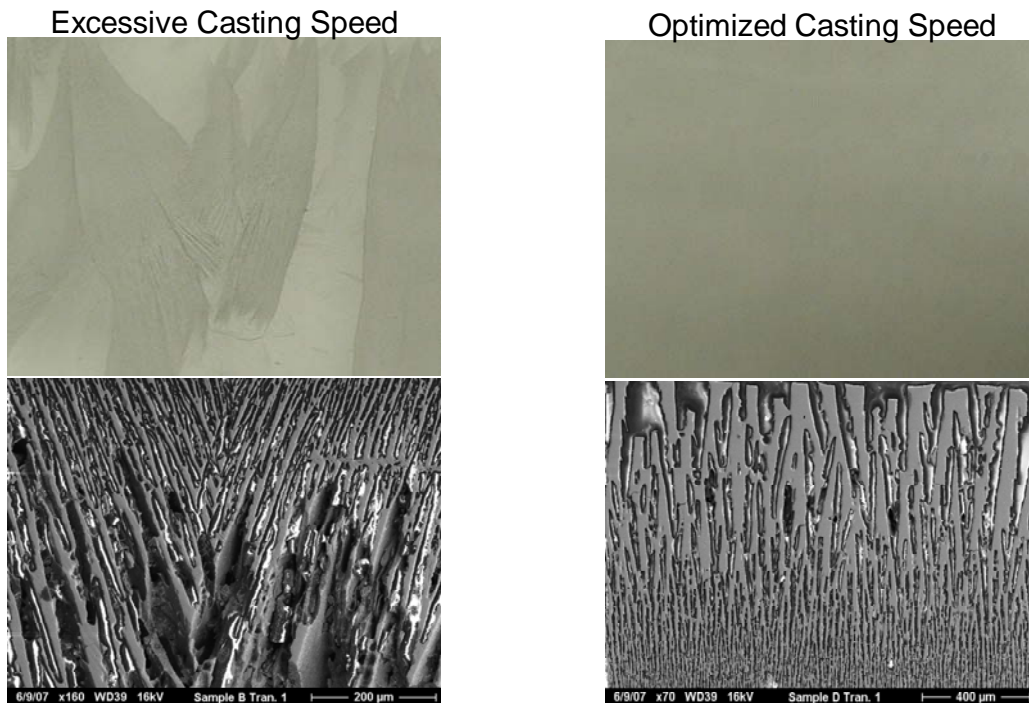 Excessive Casting Speed
Optimized Casting Speed
6/9/07 x160 WD39 16kV Sample B Tran. 1 200 µm
6/9/07 x70 WD39 16kV Sample D Tran. 1 400 µm